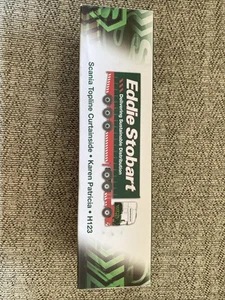 Eddie Stobart
Delivering Sustainable Distribution
Scania Topline Curtainside • Karen Patricia • H123